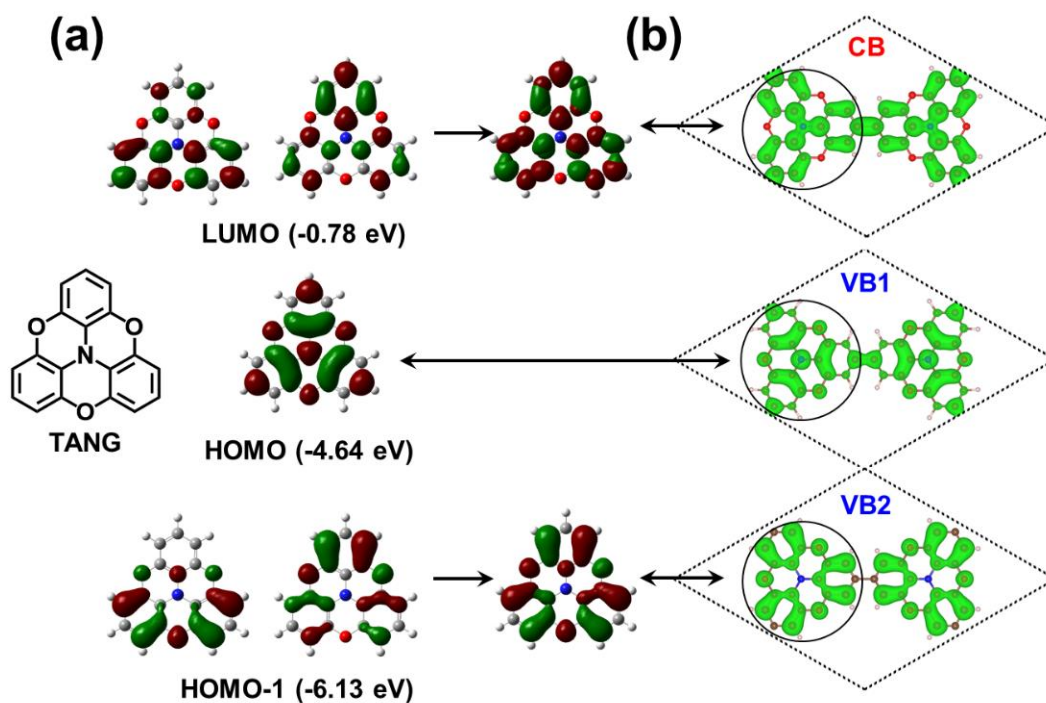 (a)
(b)
CB
LUMO (-0.78 eV)
VB1
O
O
N
O
TANG
HOMO (-4.64 eV)
VB2
HOMO-1 (-6.13 eV)